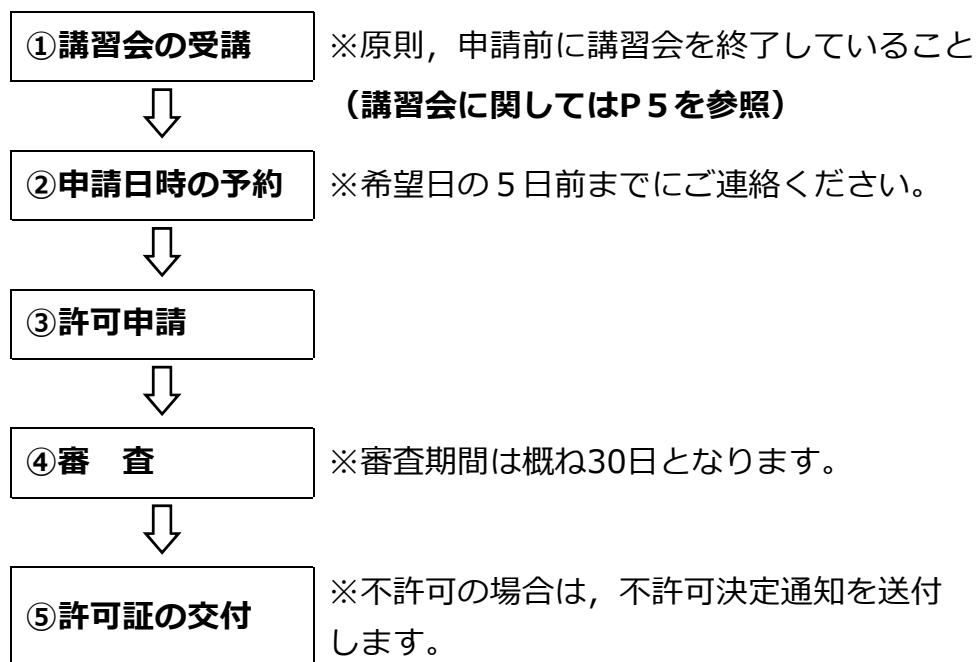 ①講習会の受講
※原則，申請前に講習会を終了していること
（講習会に関してはP５を参照）
②申請日時の予約
※希望日の５日前までにご連絡ください。
③許可申請
④審　査
※審査期間は概ね30日となります。
⑤許可証の交付
※不許可の場合は，不許可決定通知を送付
します。